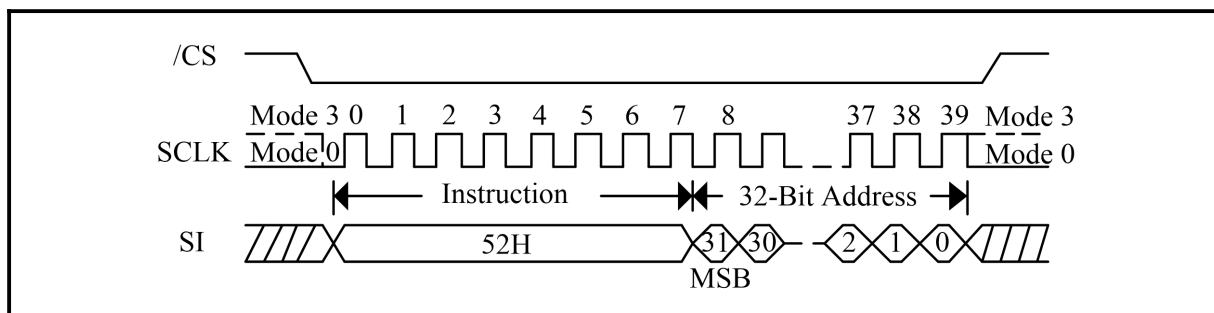 /CS
Mode 3 0 1 2 3 4 5 6 7 8 37 38 39 Mode 3
SCLK Mode 0 Mode 0
Instruction 32-Bit Address
SI 52H 31 30 2 1 0
MSB